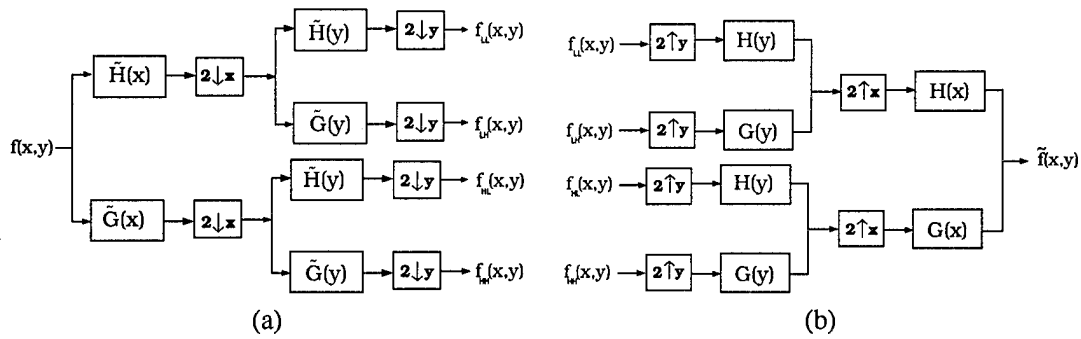 f(x,y)
H̃(x)
2↓x
H̃(y)
2↓y
f_LL(x,y)
G̃(y)
2↓y
f_LH(x,y)
G̃(x)
2↓x
H̃(y)
2↓y
f_HL(x,y)
G̃(y)
2↓y
f_HH(x,y)
(a)
f_LL(x,y)
2↑y
H(y)
f_LH(x,y)
2↑y
G(y)
2↑x
H(x)
f_HL(x,y)
2↑y
H(y)
f_HH(x,y)
2↑y
G(y)
2↑x
G(x)
f̃(x,y)
(b)